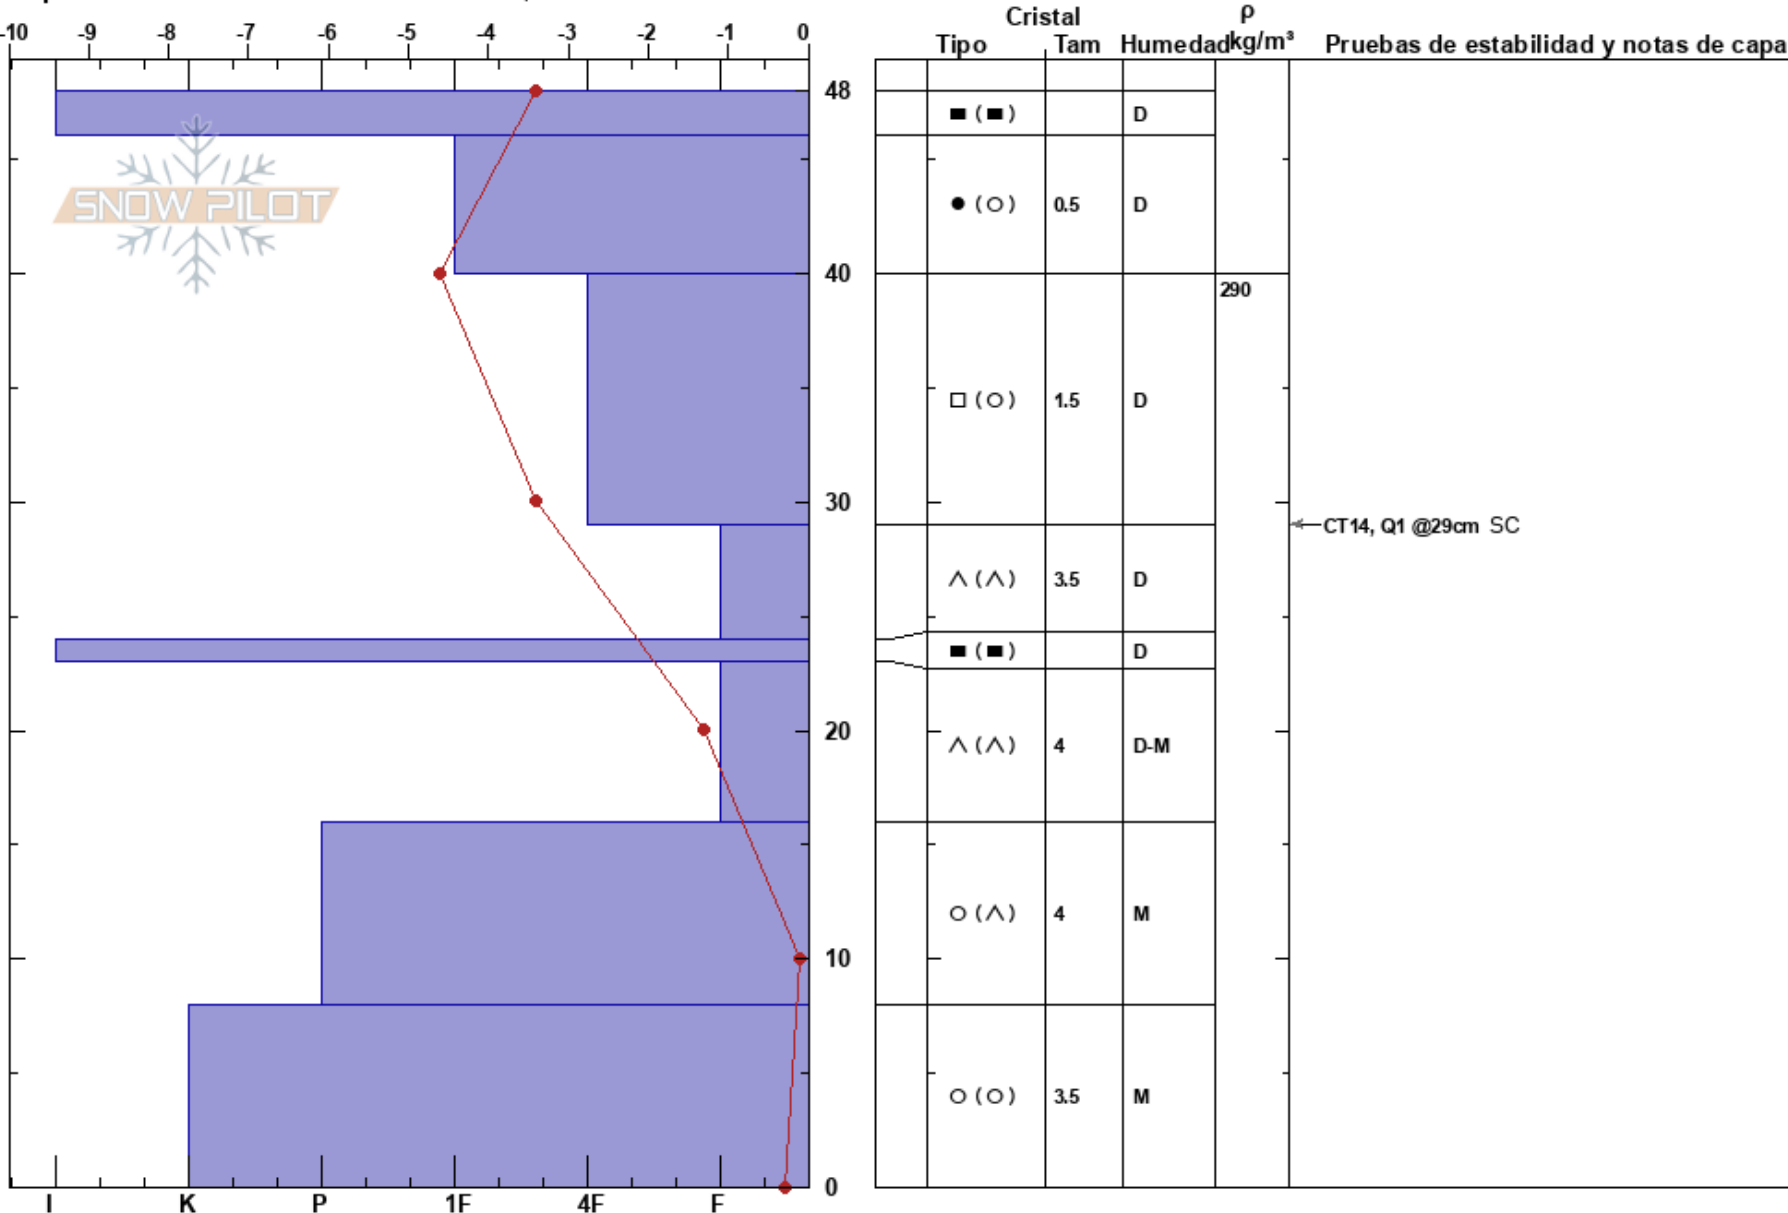 -10 -9 -8 -7 -6 -5 -4 -3 -2 -1 0
Cristal ρ
Tipo Tam Humedad kg/m³ Pruebas de estabilidad y notas de capa
48
■ (■) D
SNOW PILOT
● (○) 0.5 D
40
290
□ (○) 1.5 D
30
CT14, Q1 @29cm SC
∧ (∧) 3.5 D
■ (■) D
20
∧ (∧) 4 D-M
○ (∧) 4 M
10
○ (○) 3.5 M
0
I K P 1F 4F F